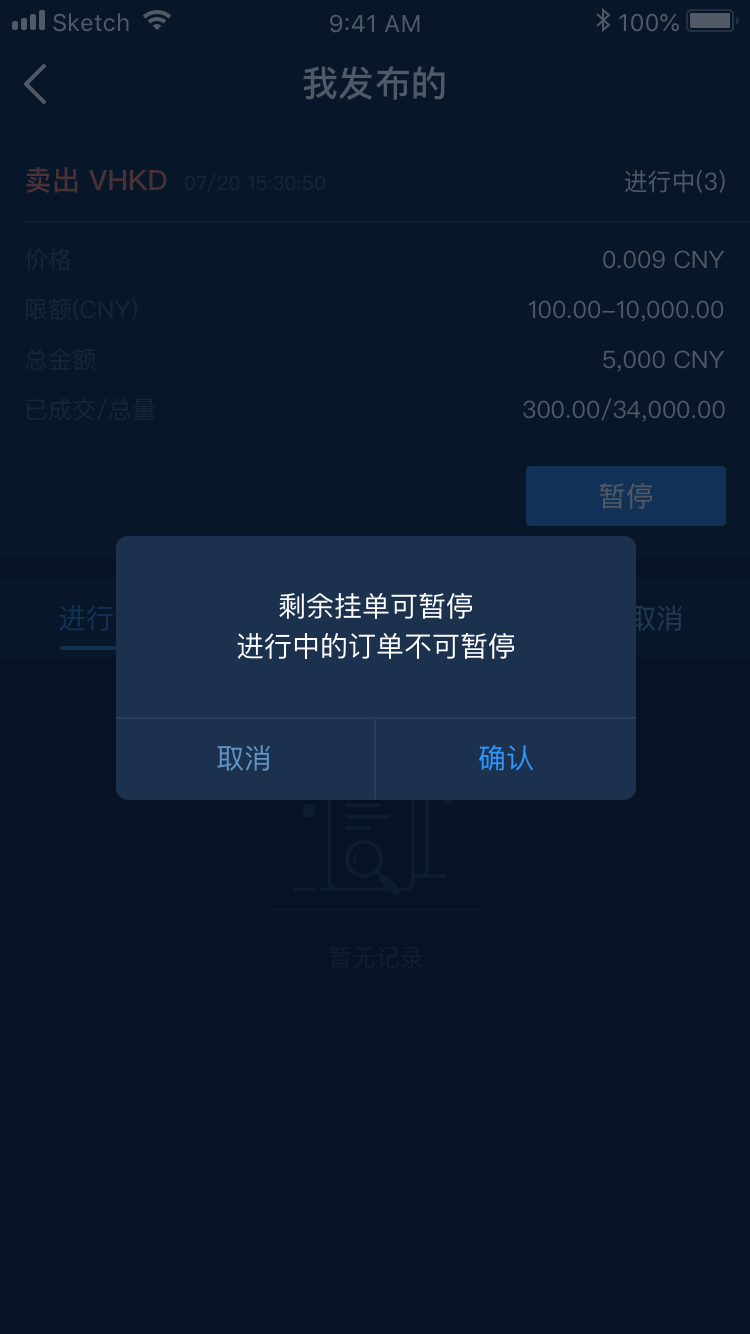 Sketch 9:41 AM 100%
我发布的
卖出 VHKD 07/20 15:30:50 进行中(3)
价格 0.009 CNY
限额(CNY) 100.00–10,000.00
总金额 5,000 CNY
已成交/总量 300.00/34,000.00
暂停
剩余挂单可暂停
进行中的订单不可暂停
进行 取消
取消 确认
暂无记录